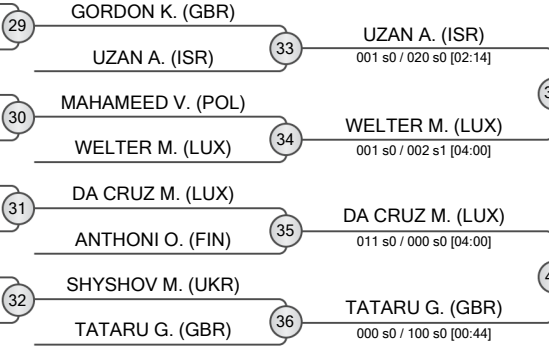 GORDON K. (GBR)
29
UZAN A. (ISR)
33
UZAN A. (ISR)
001 s0 / 020 s0 [02:14]
MAHAMEED V. (POL)
30
WELTER M. (LUX)
34
WELTER M. (LUX)
001 s0 / 002 s1 [04:00]
DA CRUZ M. (LUX)
31
ANTHONI O. (FIN)
35
DA CRUZ M. (LUX)
011 s0 / 000 s0 [04:00]
SHYSHOV M. (UKR)
32
TATARU G. (GBR)
36
TATARU G. (GBR)
000 s0 / 100 s0 [00:44]